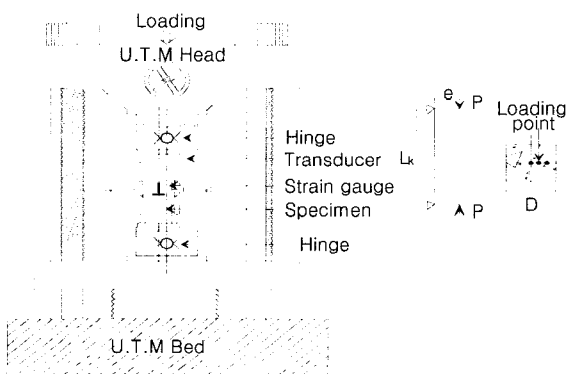 Loading
U.T.M Head
Hinge
Transducer
Strain gauge
Specimen
Hinge
U.T.M Bed
e
P
Loading
point
Lk
P
D